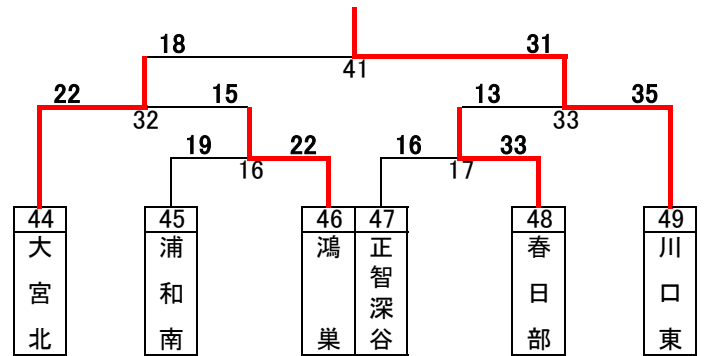 18 31
41
22 15 13 35
32 33
19 22 16 33
16 17
44 45 46 47 48 49
大宮北
浦和南
鴻巣
正智深谷
春日部
川口東